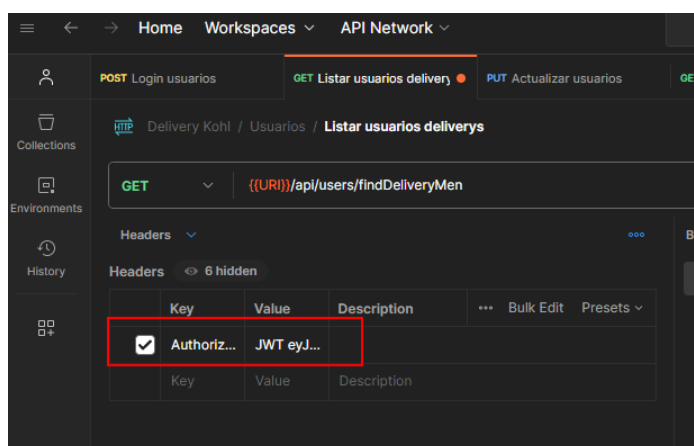 Home Workspaces API Network
POST Login usuarios GET Listar usuarios delivery PUT Actualizar usuarios GE
HTTP Delivery Kohl / Usuarios / Listar usuarios deliverys
Collections
GET {{URI}}/api/users/findDeliveryMen
Environments
Headers B
History
Headers 6 hidden
Key Value Description ••• Bulk Edit Presets
Authoriz... JWT eyJ...
Key Value Description